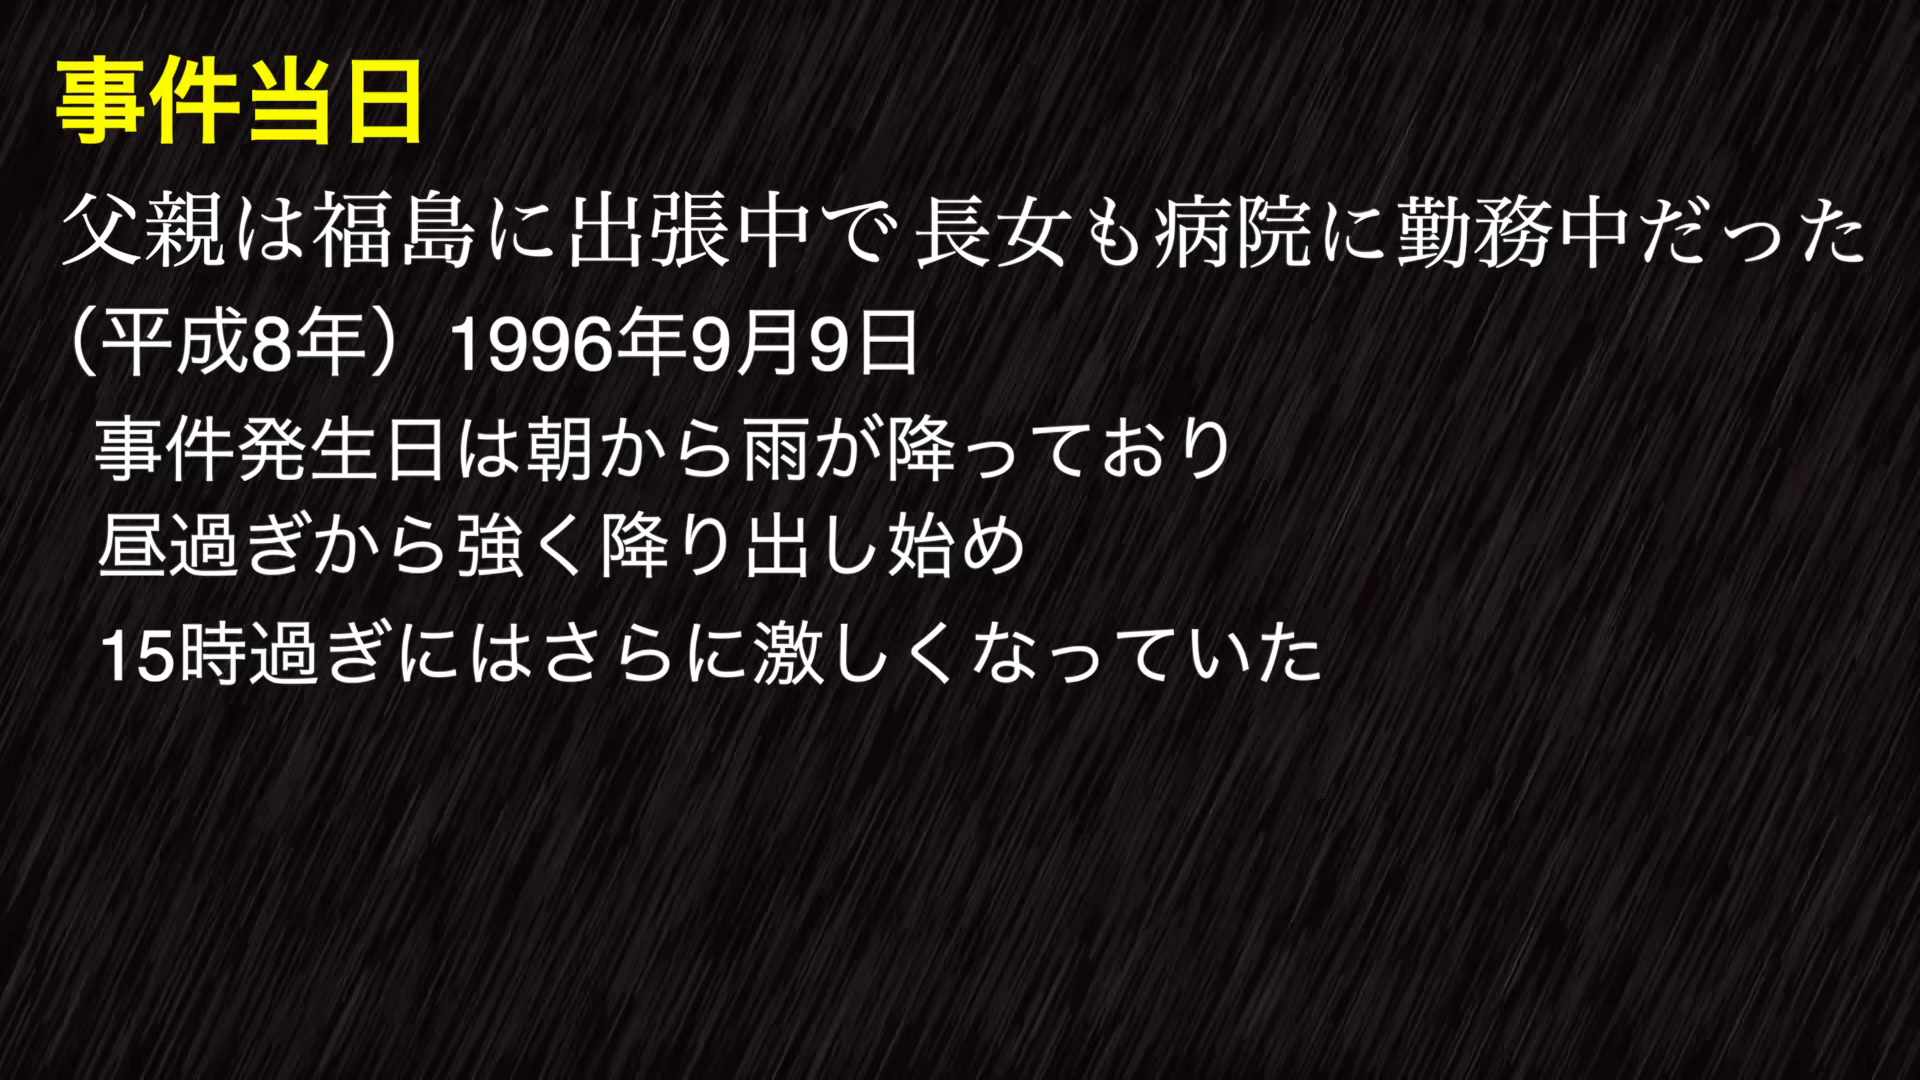 事件当日
父親は福島に出張中で長女も病院に勤務中だった
（平成8年）1996年9月9日
事件発生日は朝から雨が降っており
昼過ぎから強く降り出し始め
15時過ぎにはさらに激しくなっていた